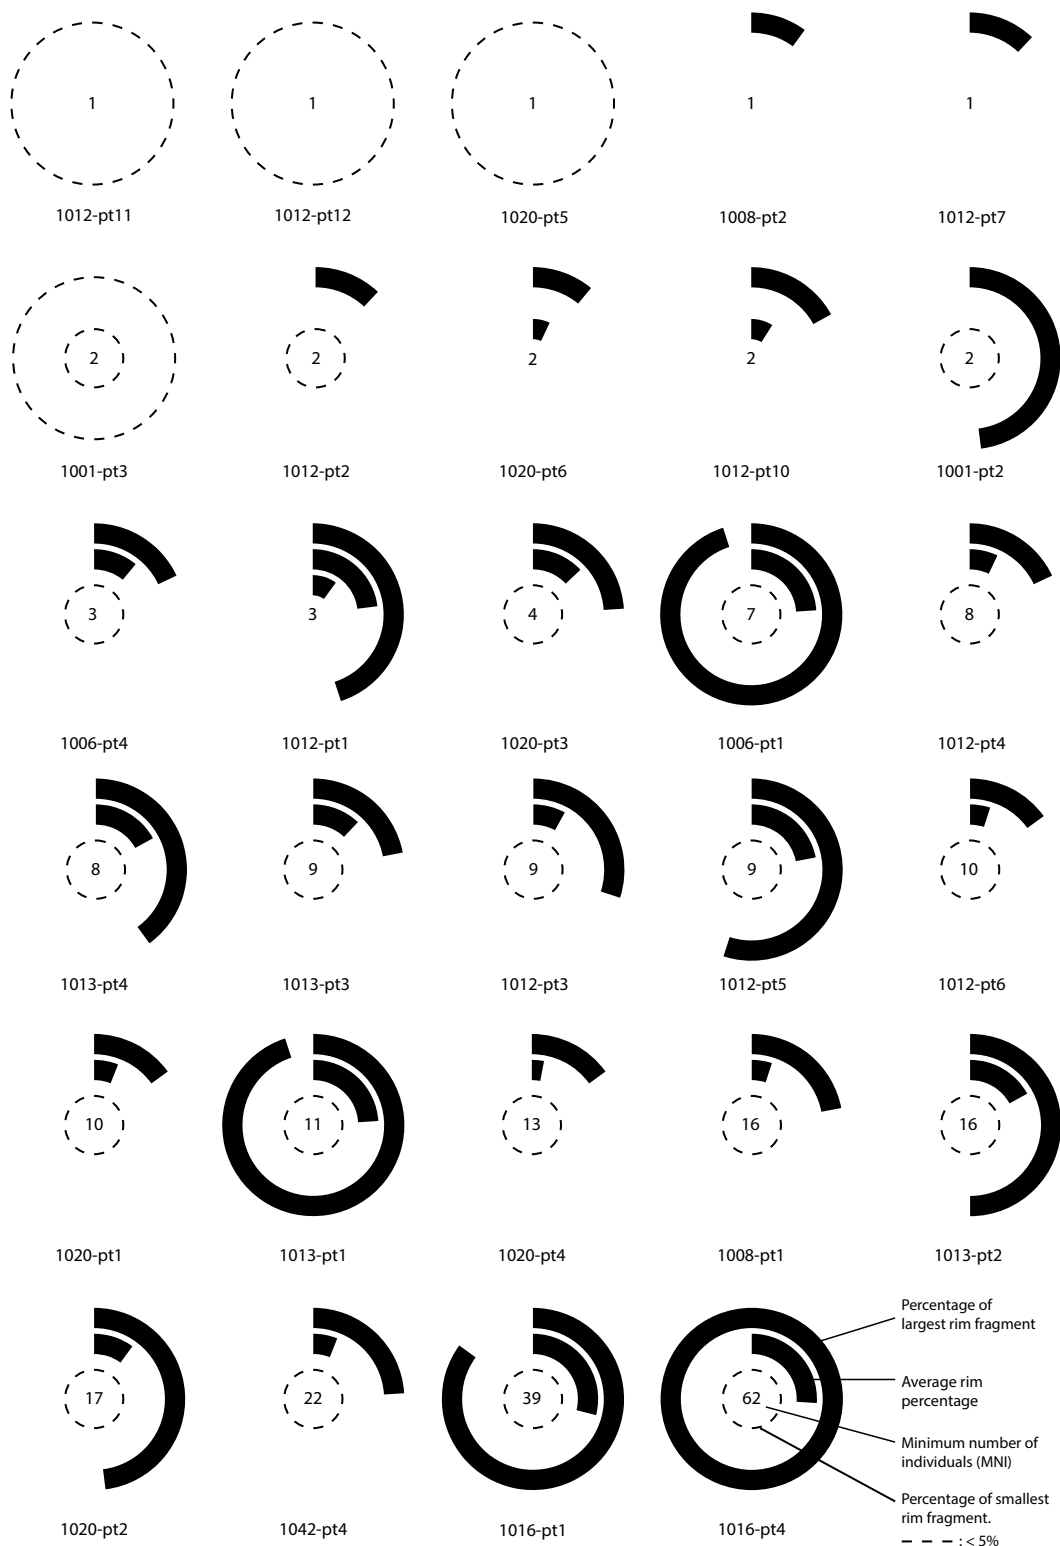 1
1
1
1
1
1012-pt11
1012-pt12
1020-pt5
1008-pt2
1012-pt7
2
2
2
2
2
1001-pt3
1012-pt2
1020-pt6
1012-pt10
1001-pt2
3
3
4
7
8
1006-pt4
1012-pt1
1020-pt3
1006-pt1
1012-pt4
8
9
9
9
10
1013-pt4
1013-pt3
1012-pt3
1012-pt5
1012-pt6
10
11
13
16
16
1020-pt1
1013-pt1
1020-pt4
1008-pt1
1013-pt2
17
22
39
62
1020-pt2
1042-pt4
1016-pt1
1016-pt4
Percentage of
largest rim fragment
Average rim
percentage
Minimum number of
individuals (MNI)
Percentage of smallest
rim fragment.
: < 5%